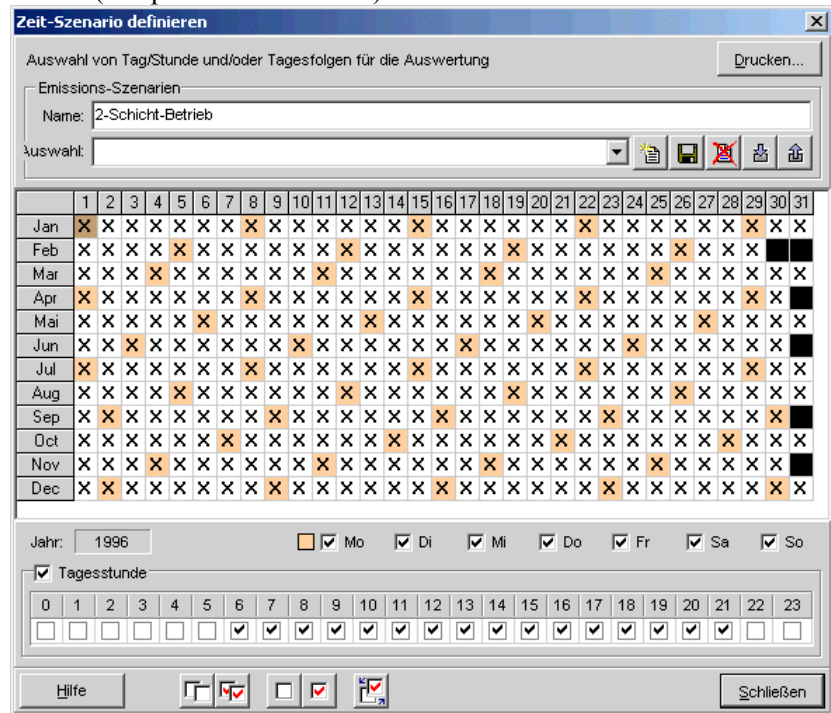 Zeit-Szenario definieren
Auswahl von Tag/Stunde und/oder Tagesfolgen für die Auswertung
Drucken...
Emissions-Szenarien
Name: 2-Schicht-Betrieb
Auswahl:
1 2 3 4 5 6 7 8 9 10 11 12 13 14 15 16 17 18 19 20 21 22 23 24 25 26 27 28 29 30 31
Jan X X X X X X X X X X X X X X X X X X X X X X X X X X X X X X X
Feb X X X X X X X X X X X X X X X X X X X X X X X X X X X X X
Mar X X X X X X X X X X X X X X X X X X X X X X X X X X X X X X X
Apr X X X X X X X X X X X X X X X X X X X X X X X X X X X X X X
Mai X X X X X X X X X X X X X X X X X X X X X X X X X X X X X X X
Jun X X X X X X X X X X X X X X X X X X X X X X X X X X X X X X
Jul X X X X X X X X X X X X X X X X X X X X X X X X X X X X X X X
Aug X X X X X X X X X X X X X X X X X X X X X X X X X X X X X X X
Sep X X X X X X X X X X X X X X X X X X X X X X X X X X X X X X
Oct X X X X X X X X X X X X X X X X X X X X X X X X X X X X X X X
Nov X X X X X X X X X X X X X X X X X X X X X X X X X X X X X X
Dec X X X X X X X X X X X X X X X X X X X X X X X X X X X X X X X
Jahr: 1996 Mo Di Mi Do Fr Sa So
Tagesstunde
0 1 2 3 4 5 6 7 8 9 10 11 12 13 14 15 16 17 18 19 20 21 22 23
Hilfe
Schließen